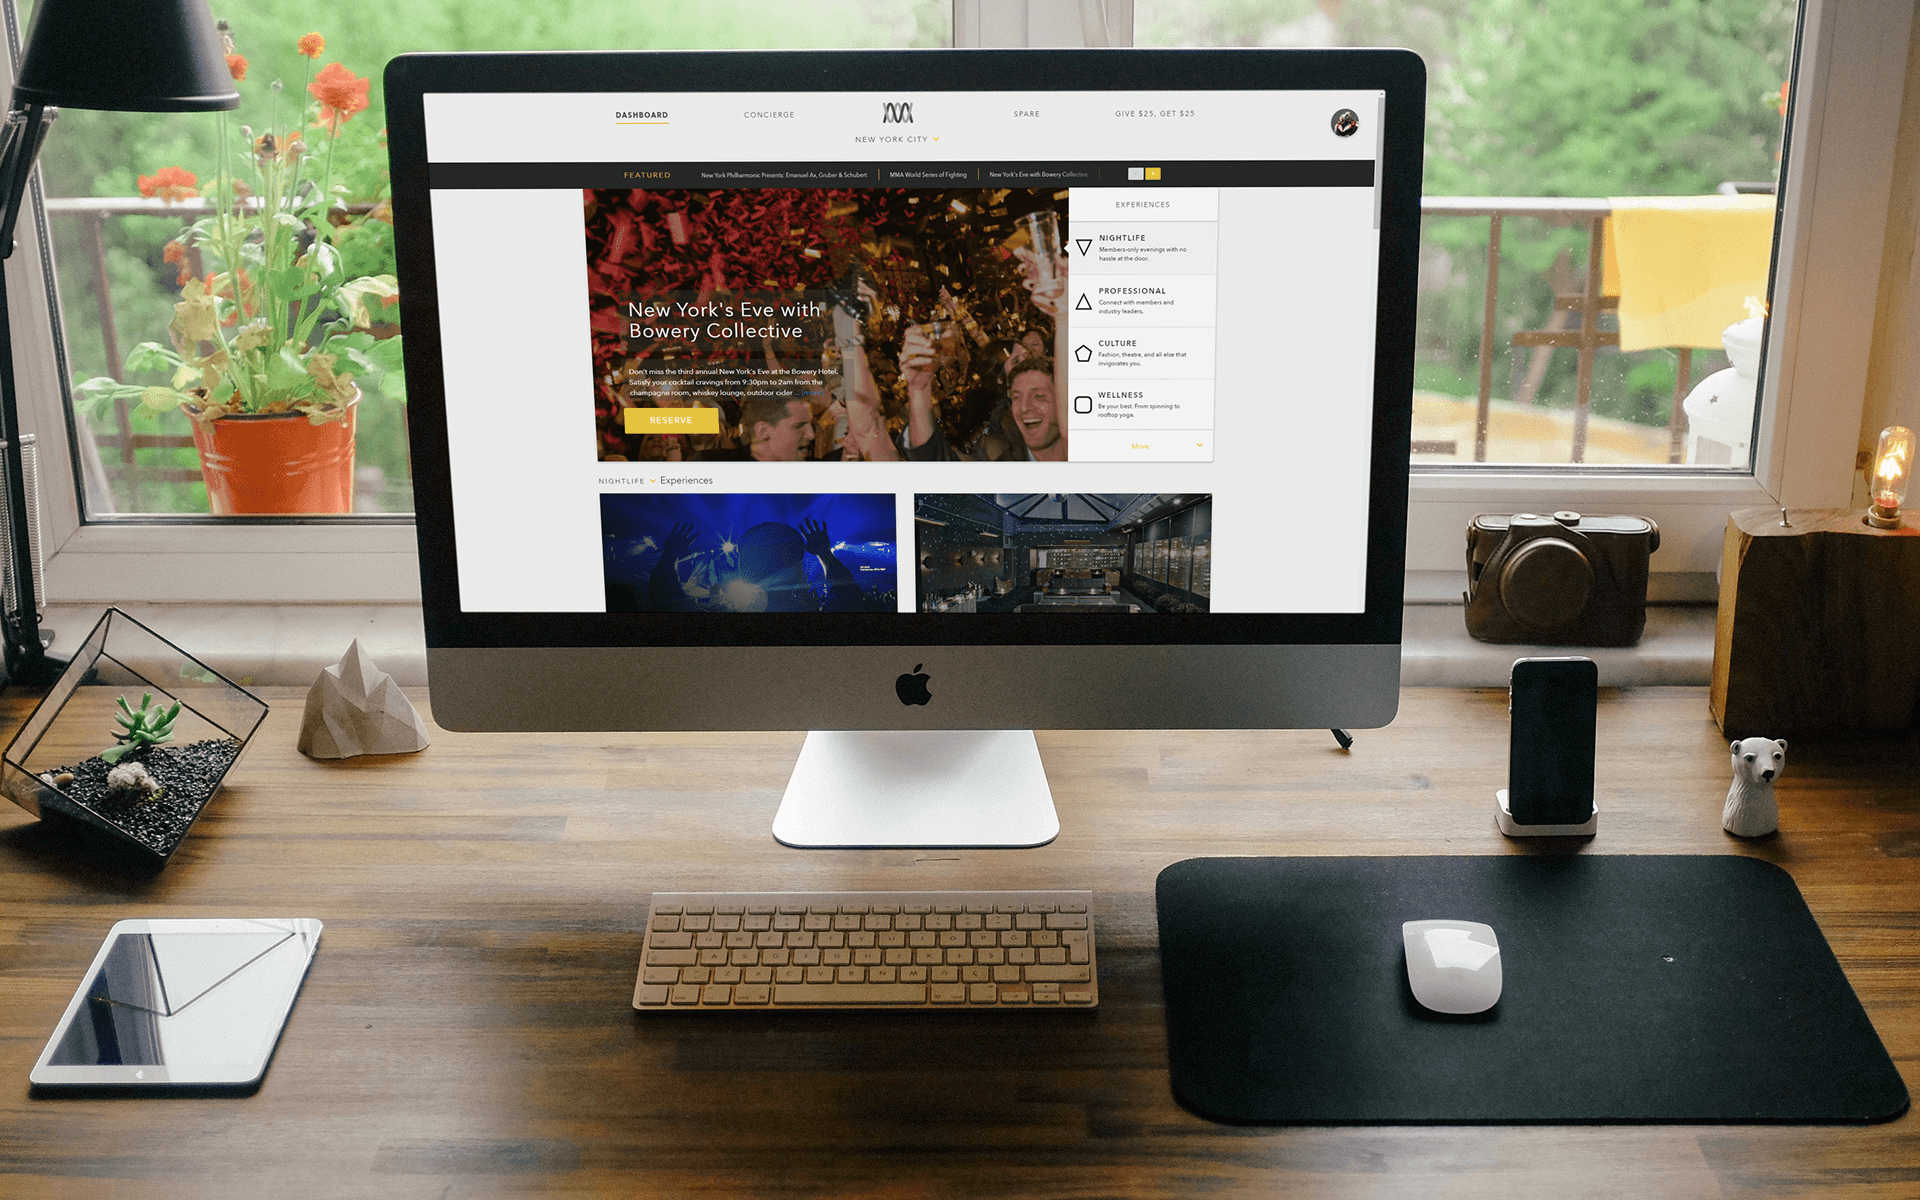 DASHBOARD
CONCIERGE
SPARE
GIVE $25, GET $25
NEW YORK CITY
FEATURED
New York Philharmonic Presents: Emanuel Ax, Gruber & Schubert
MMA World Series of Fighting
New York's Eve with Bowery Collective
New York's Eve with
Bowery Collective
Don't miss the third annual New York's Eve at the Bowery Hotel.
Satisfy your cocktail cravings from 9:30pm to 2am from the
champagne room, whiskey lounge, outdoor cider ... (more)
RESERVE
EXPERIENCES
NIGHTLIFE
Members-only evenings with no
hassle at the door.
PROFESSIONAL
Connect with members and
industry leaders.
CULTURE
Fashion, theatre, and all else that
invigorates you.
WELLNESS
Be your best. From spinning to
rooftop yoga.
More
NIGHTLIFE Experiences